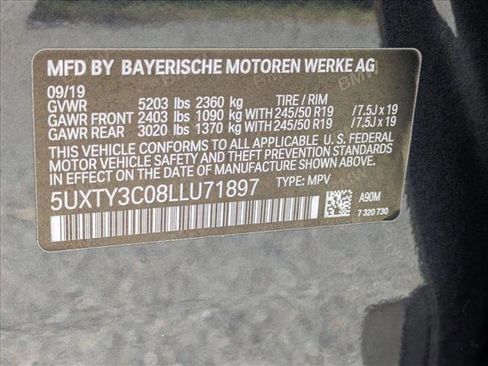 MFD BY BAYERISCHE MOTOREN WERKE AG
09/19
GVWR 5203 lbs 2360 kg TIRE / RIM
GAWR FRONT 2403 lbs 1090 kg WITH 245/50 R19 /7.5J x 19
GAWR REAR 3020 lbs 1370 kg WITH 245/50 R19 /7.5J x 19
THIS VEHICLE CONFORMS TO ALL APPLICABLE U. S. FEDERAL
MOTOR VEHICLE SAFETY AND THEFT PREVENTION STANDARDS
IN EFFECT ON THE DATE OF MANUFACTURE SHOWN ABOVE.
5UXTY3C08LLU71897 TYPE: MPV
A90M
7 320 730